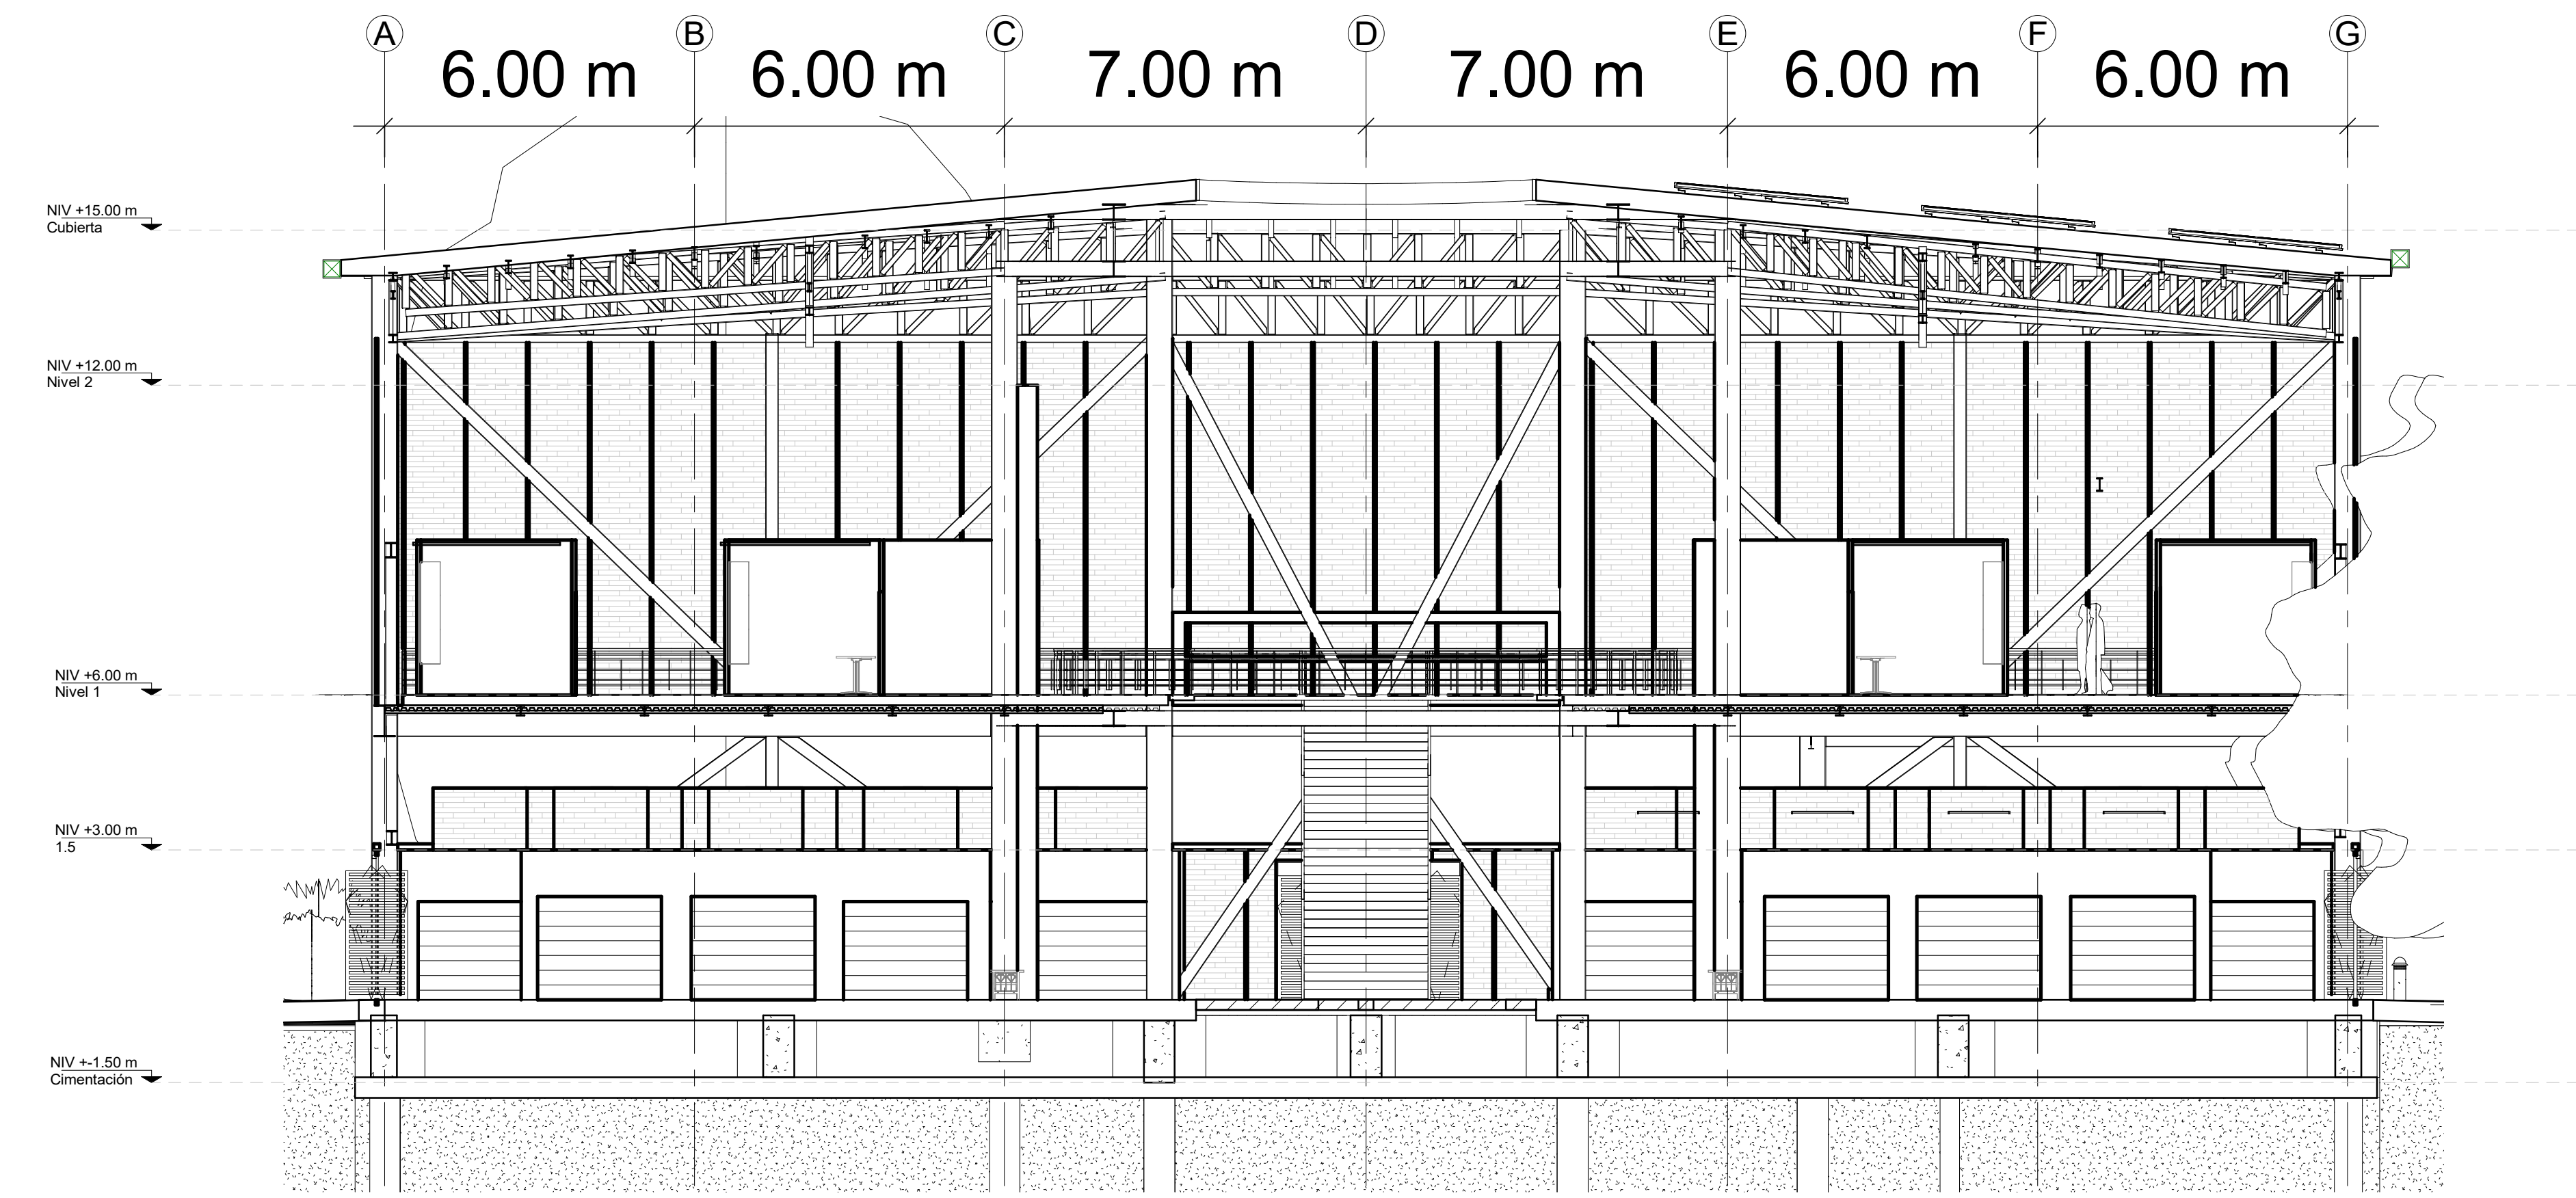 A B C D E F G
6.00 m 6.00 m 7.00 m 7.00 m 6.00 m 6.00 m
NIV +15.00 m
Cubierta
NIV +12.00 m
Nivel 2
NIV +6.00 m
Nivel 1
NIV +3.00 m
1.5
NIV +-1.50 m
Cimentación